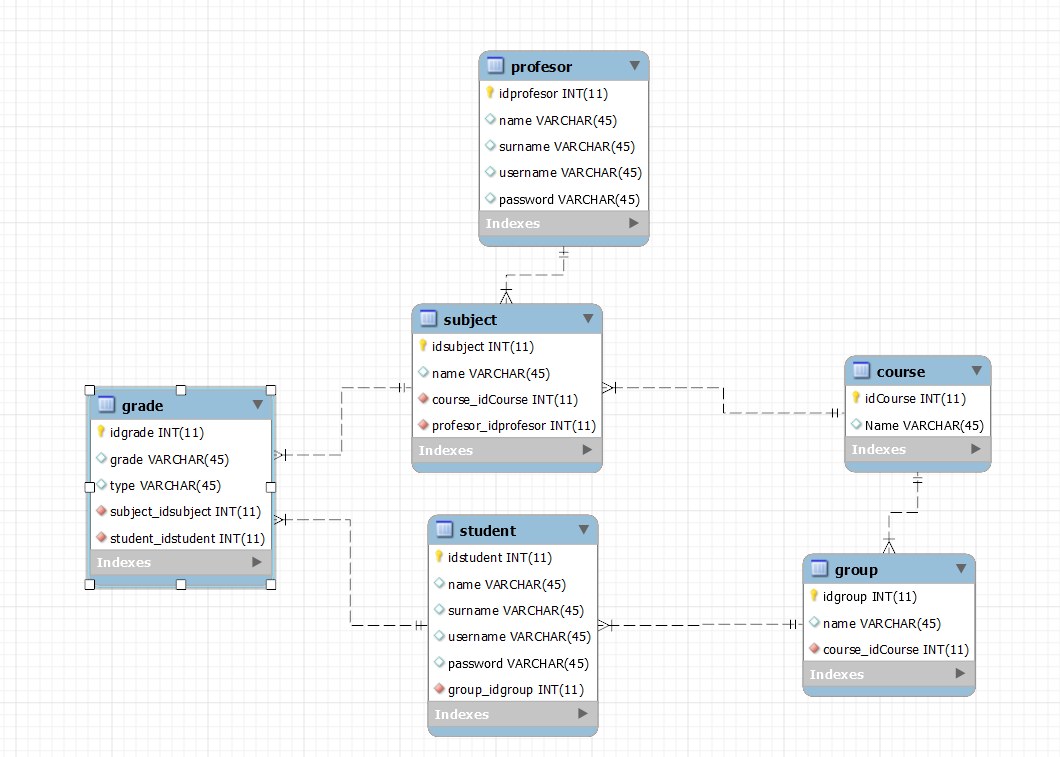 profesor
idprofesor INT(11)
name VARCHAR(45)
surname VARCHAR(45)
username VARCHAR(45)
password VARCHAR(45)
Indexes
subject
idsubject INT(11)
name VARCHAR(45)
course_idCourse INT(11)
profesor_idprofesor INT(11)
Indexes
course
idCourse INT(11)
Name VARCHAR(45)
Indexes
grade
idgrade INT(11)
grade VARCHAR(45)
type VARCHAR(45)
subject_idsubject INT(11)
student_idstudent INT(11)
Indexes
student
idstudent INT(11)
name VARCHAR(45)
surname VARCHAR(45)
username VARCHAR(45)
password VARCHAR(45)
group_idgroup INT(11)
Indexes
group
idgroup INT(11)
name VARCHAR(45)
course_idCourse INT(11)
Indexes